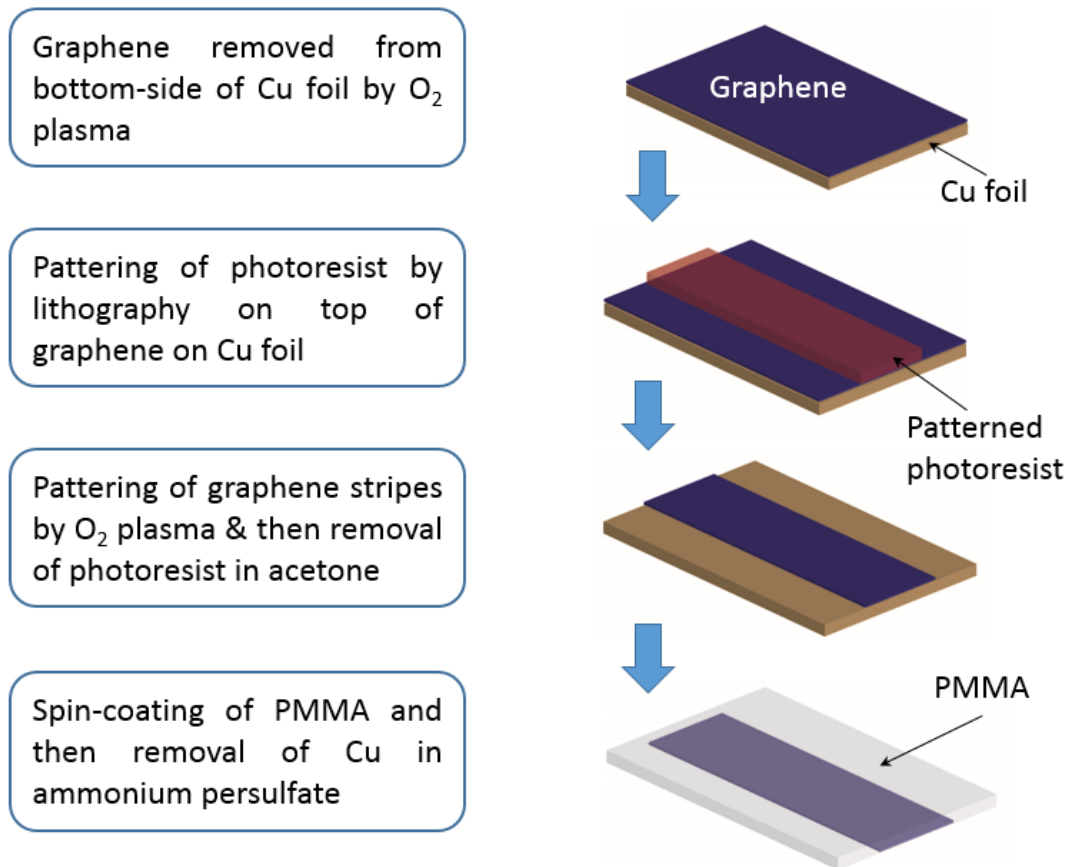 Graphene removed from
bottom-side of Cu foil by O₂
plasma
Graphene
Cu foil
Pattering of photoresist by
lithography on top of
graphene on Cu foil
Patterned
photoresist
Pattering of graphene stripes
by O₂ plasma & then removal
of photoresist in acetone
Spin-coating of PMMA and
then removal of Cu in
ammonium persulfate
PMMA